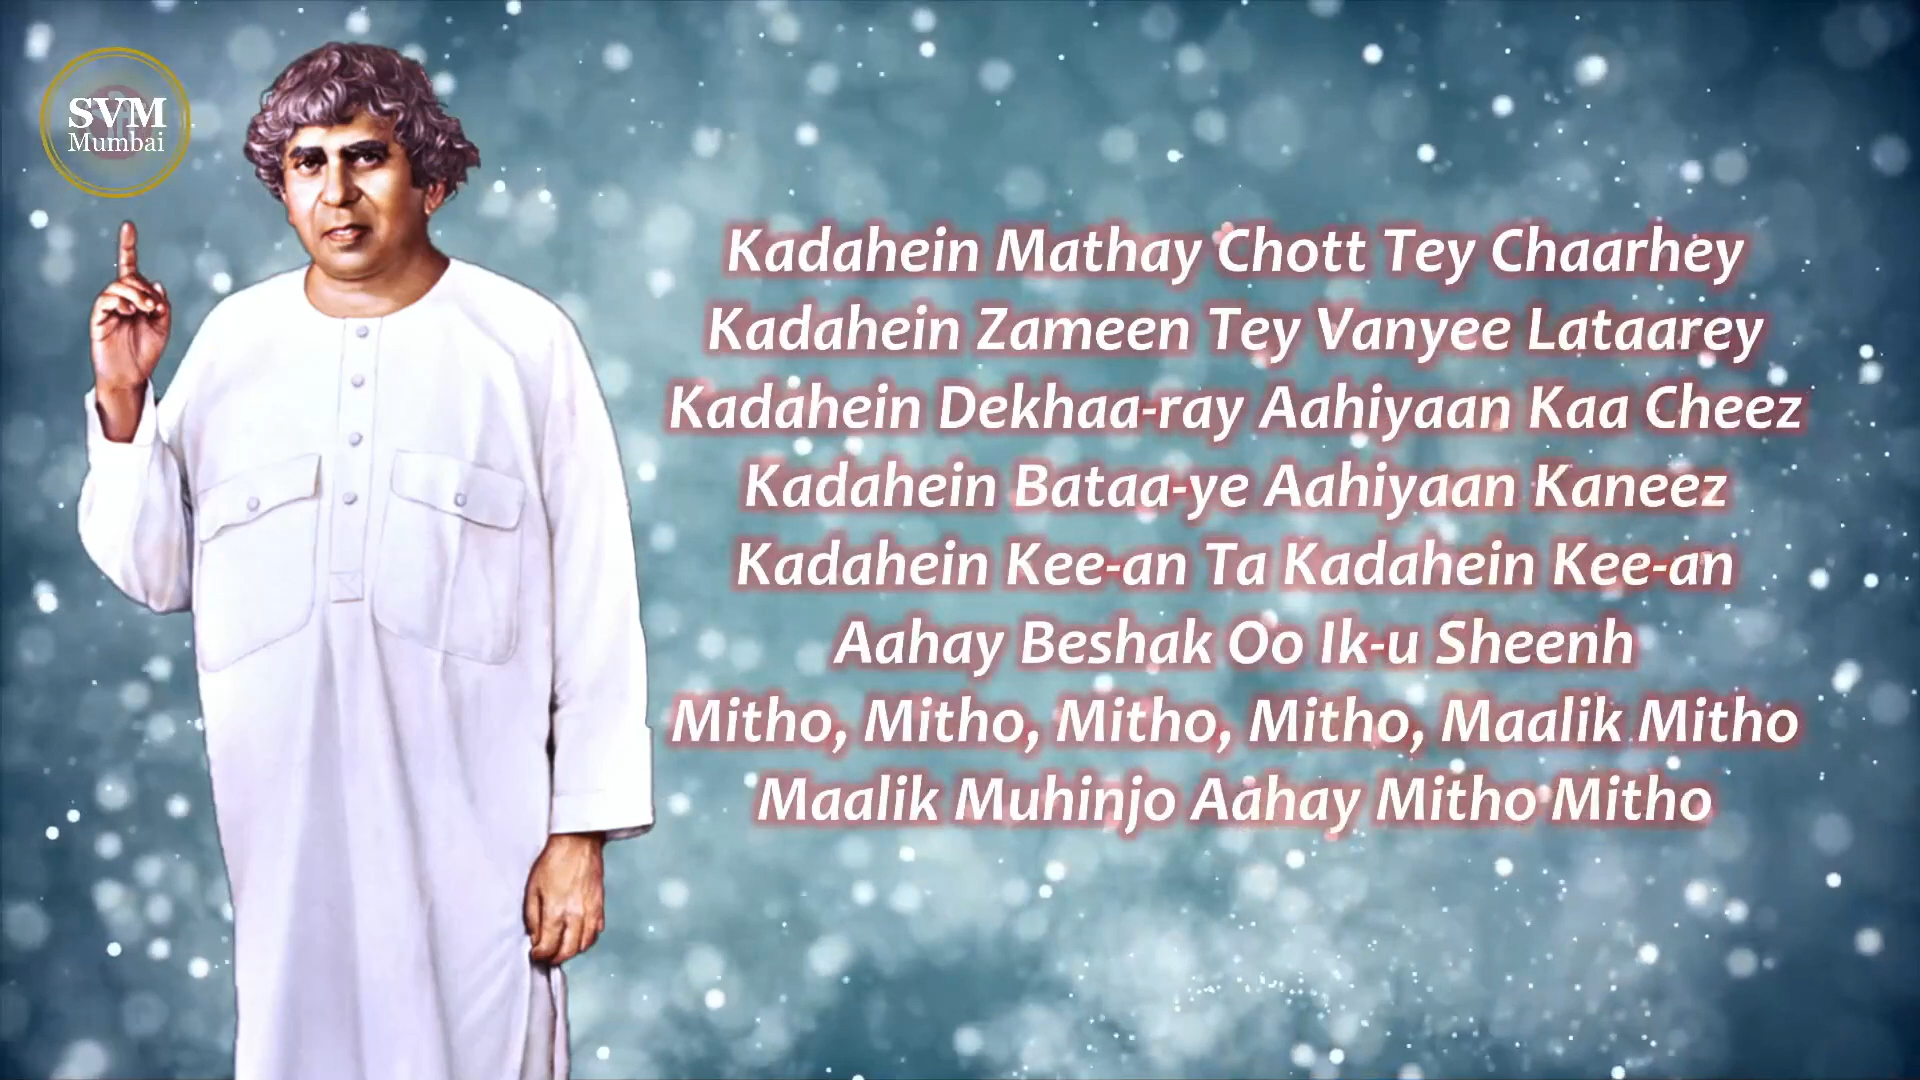 SVM
Mumbai
Kadahein Mathay Chott Tey Chaarhey
Kadahein Zameen Tey Vanyee Lataarey
Kadahein Dekhaa-ray Aahiyaan Kaa Cheez
Kadahein Bataa-ye Aahiyaan Kaneez
Kadahein Kee-an Ta Kadahein Kee-an
Aahay Beshak Oo Ik-u Sheenh
Mitho, Mitho, Mitho, Mitho, Maalik Mitho
Maalik Muhinjo Aahay Mitho Mitho